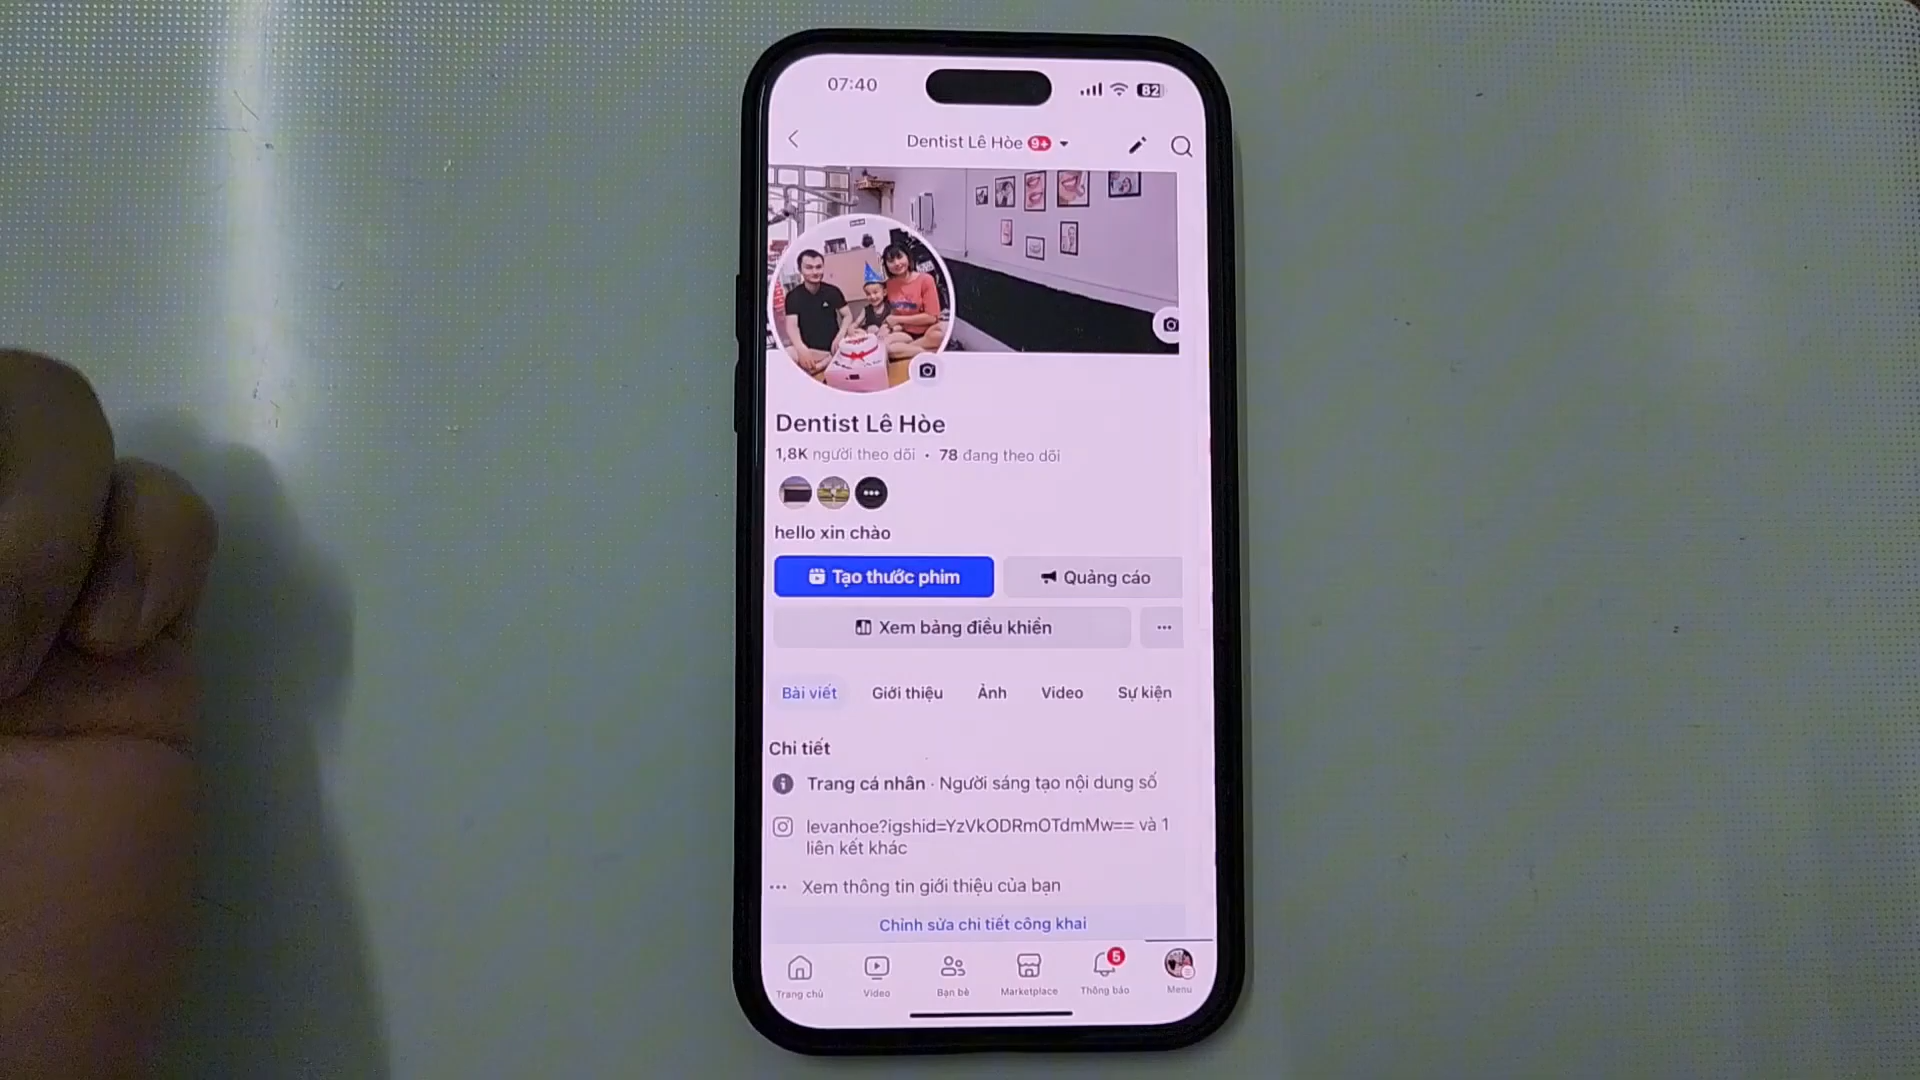 07:40
82
Dentist Lê Hòe 9+
Dentist Lê Hòe
1,8K người theo dõi • 78 đang theo dõi
hello xin chào
Tạo thước phim
Quảng cáo
Xem bảng điều khiển
Bài viết Giới thiệu Ảnh Video Sự kiện
Chi tiết
Trang cá nhân · Người sáng tạo nội dung số
levanhoe?igshid=YzVkODRmOTdmMw== và 1
liên kết khác
Xem thông tin giới thiệu của bạn
Chỉnh sửa chi tiết công khai
5
Trang chủ Video Bạn bè Marketplace Thông báo Menu